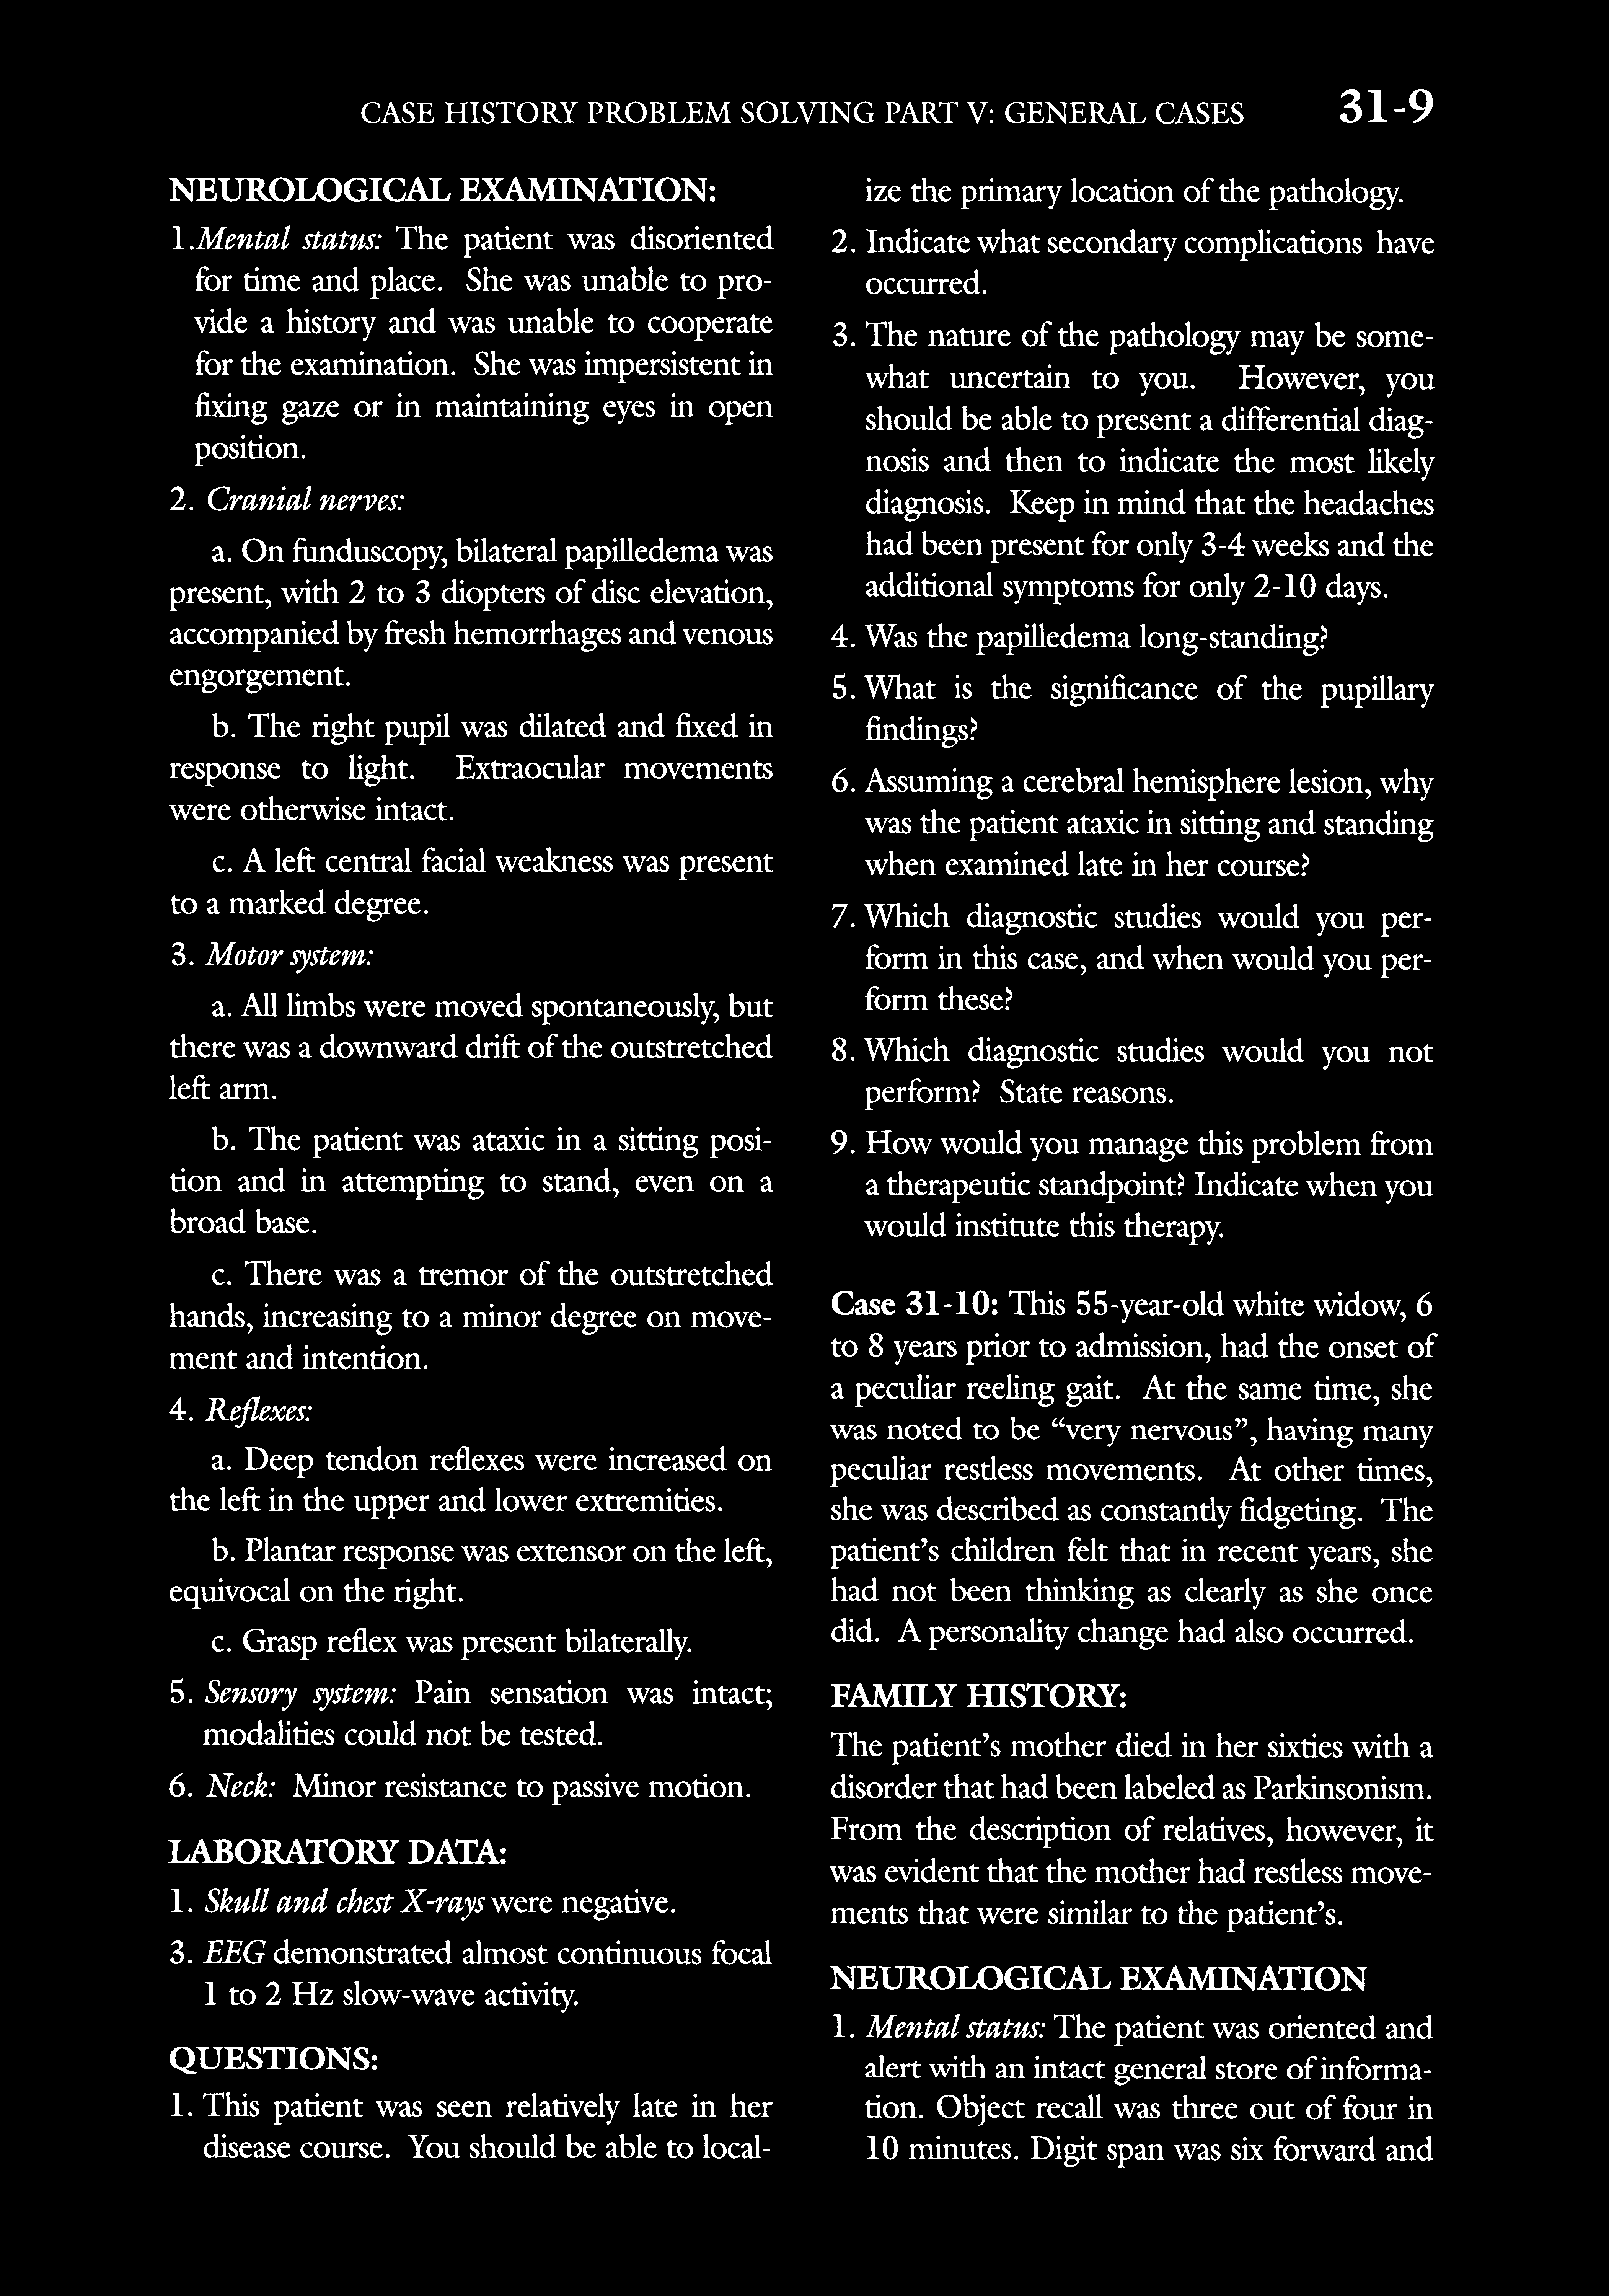 CASE HISTORY PROBLEM SOLVING PART V: GENERAL CASES 31-9
NEUROLOGICAL EXAMINATION:
1.Mental status: The patient was disoriented
for time and place. She was unable to pro-
vide a history and was unable to cooperate
for the examination. She was impersistent in
fixing gaze or in maintaining eyes in open
position.
2. Cranial nerves:
a. On funduscopy, bilateral papilledema was
present, with 2 to 3 diopters of disc elevation,
accompanied by fresh hemorrhages and venous
engorgement.
b. The right pupil was dilated and fixed in
response to light. Extraocular movements
were otherwise intact.
c. A left central facial weakness was present
to a marked degree.
3. Motor system:
a. All limbs were moved spontaneously, but
there was a downward drift of the outstretched
left arm.
b. The patient was ataxic in a sitting posi-
tion and in attempting to stand, even on a
broad base.
c. There was a tremor of the outstretched
hands, increasing to a minor degree on move-
ment and intention.
4. Reflexes:
a. Deep tendon reflexes were increased on
the left in the upper and lower extremities.
b. Plantar response was extensor on the left,
equivocal on the right.
c. Grasp reflex was present bilaterally.
5. Sensory system: Pain sensation was intact;
modalities could not be tested.
6. Neck: Minor resistance to passive motion.
LABORATORY DATA:
1. Skull and chest X-rays were negative.
3. EEG demonstrated almost continuous focal
1 to 2 Hz slow-wave activity.
QUESTIONS:
1. This patient was seen relatively late in her
disease course. You should be able to local-
ize the primary location of the pathology.
2. Indicate what secondary complications have
occurred.
3. The nature of the pathology may be some-
what uncertain to you. However, you
should be able to present a differential diag-
nosis and then to indicate the most likely
diagnosis. Keep in mind that the headaches
had been present for only 3-4 weeks and the
additional symptoms for only 2-10 days.
4. Was the papilledema long-standing?
5. What is the significance of the pupillary
findings?
6. Assuming a cerebral hemisphere lesion, why
was the patient ataxic in sitting and standing
when examined late in her course?
7. Which diagnostic studies would you per-
form in this case, and when would you per-
form these?
8. Which diagnostic studies would you not
perform? State reasons.
9. How would you manage this problem from
a therapeutic standpoint? Indicate when you
would institute this therapy.
Case 31-10: This 55-year-old white widow, 6
to 8 years prior to admission, had the onset of
a peculiar reeling gait. At the same time, she
was noted to be “very nervous”, having many
peculiar restless movements. At other times,
she was described as constantly fidgeting. The
patient’s children felt that in recent years, she
had not been thinking as clearly as she once
did. A personality change had also occurred.
FAMILY HISTORY:
The patient’s mother died in her sixties with a
disorder that had been labeled as Parkinsonism.
From the description of relatives, however, it
was evident that the mother had restless move-
ments that were similar to the patient’s.
NEUROLOGICAL EXAMINATION
1. Mental status: The patient was oriented and
alert with an intact general store of informa-
tion. Object recall was three out of four in
10 minutes. Digit span was six forward and